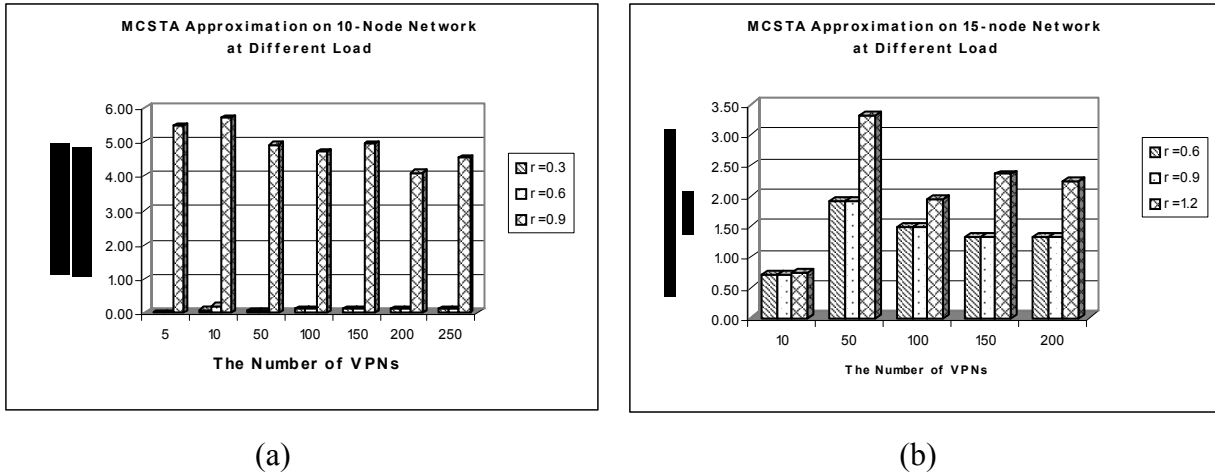 MCSTA Approximation on 10-Node Network
at Different Load
6.00
5.00
4.00
3.00
2.00
1.00
0.00
5 10 50 100 150 200 250
The Number of VPNs
r=0.3
r=0.6
r=0.9
(a)
MCSTA Approximation on 15-node Network
at Different Load
3.50
3.00
2.50
2.00
1.50
1.00
0.50
0.00
10 50 100 150 200
The Number of VPNs
r=0.6
r=0.9
r=1.2
(b)